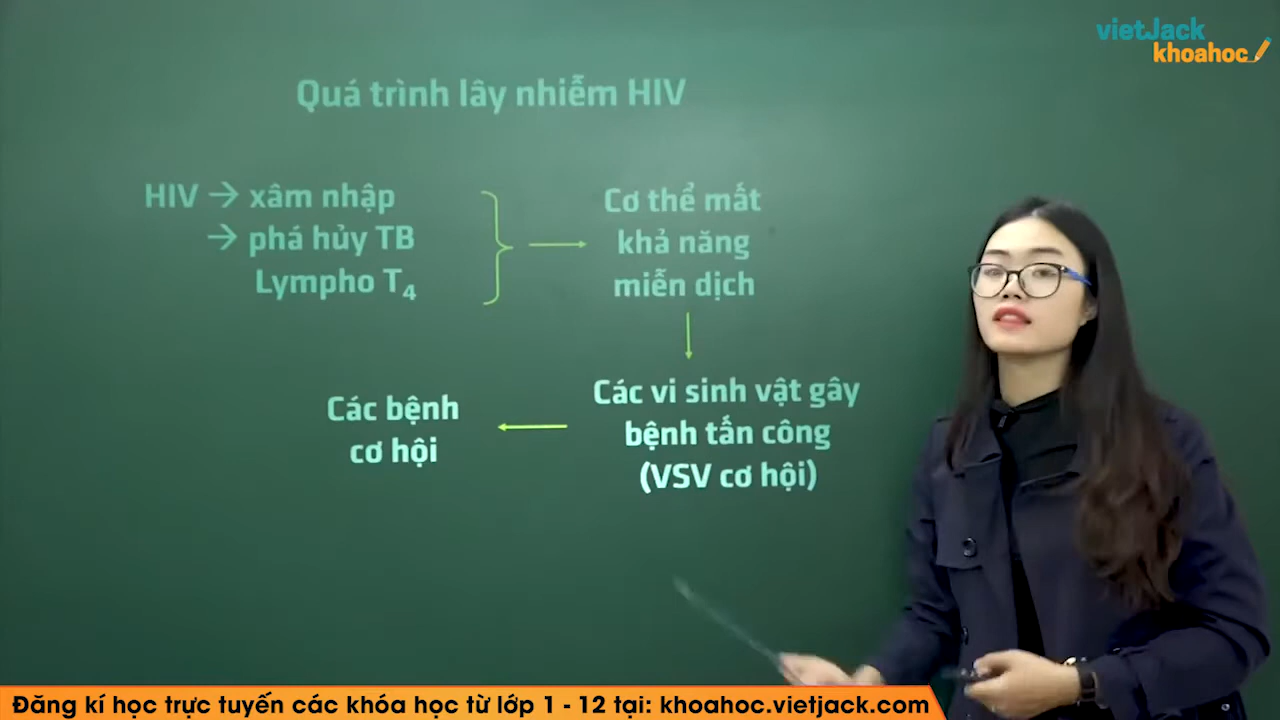 vietJack
khoahoc
Quá trình lây nhiễm HIV
HIV → xâm nhập
→ phá hủy TB
Lympho T₄
Cơ thể mất
khả năng
miễn dịch
Các vi sinh vật gây
bệnh tấn công
(VSV cơ hội)
Các bệnh
cơ hội
Đăng kí học trực tuyến các khóa học từ lớp 1 - 12 tại: khoahoc.vietjack.com